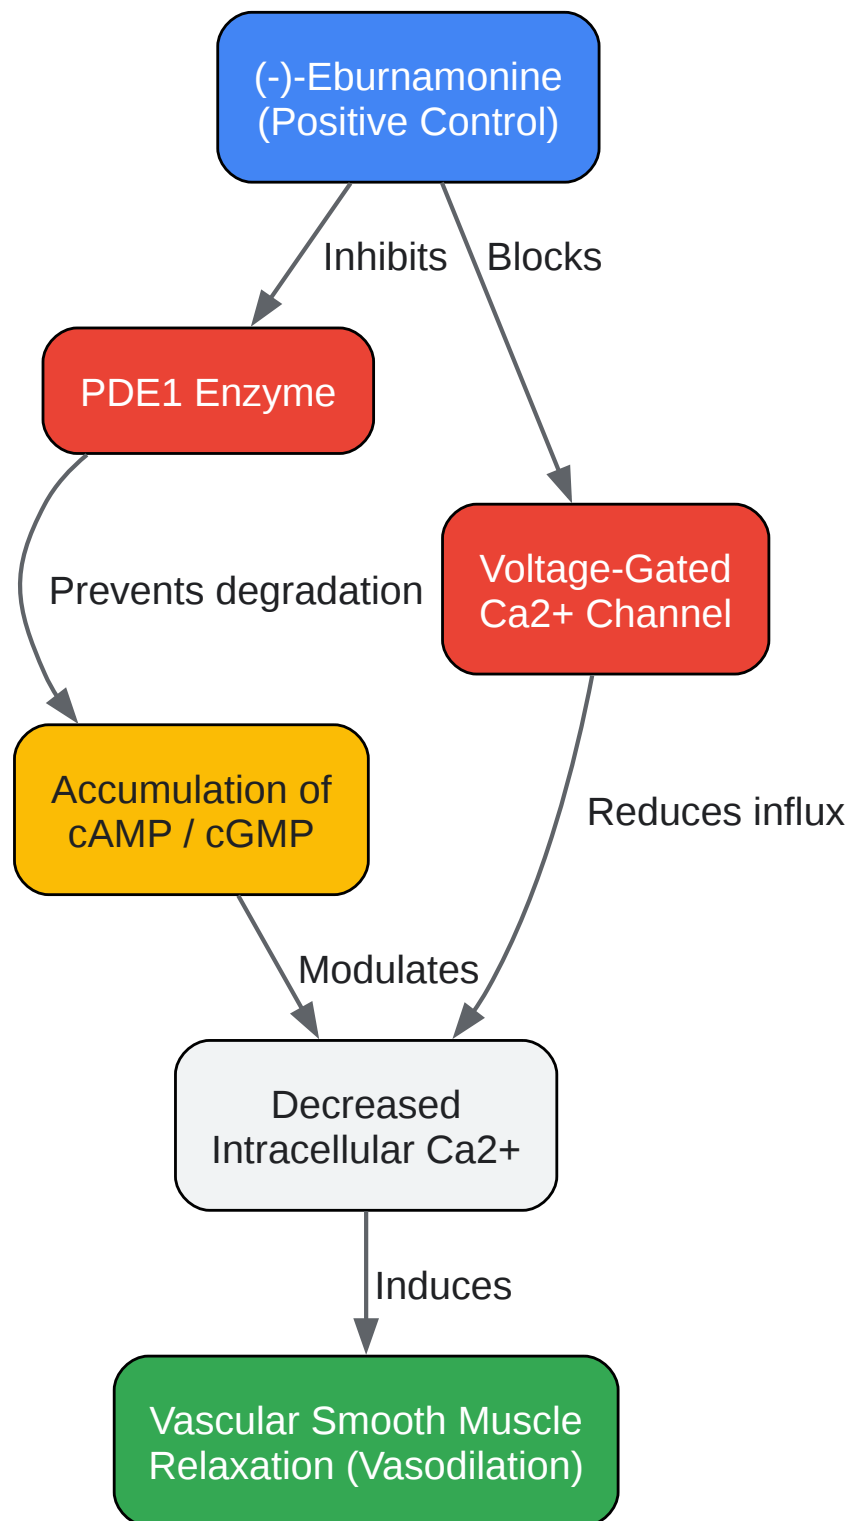 (-)-Eburnamonine
(Positive Control)
Inhibits
Blocks
PDE1 Enzyme
Voltage-Gated
Ca2+ Channel
Prevents degradation
Accumulation of
cAMP / cGMP
Reduces influx
Modulates
Decreased
Intracellular Ca2+
Induces
Vascular Smooth Muscle
Relaxation (Vasodilation)